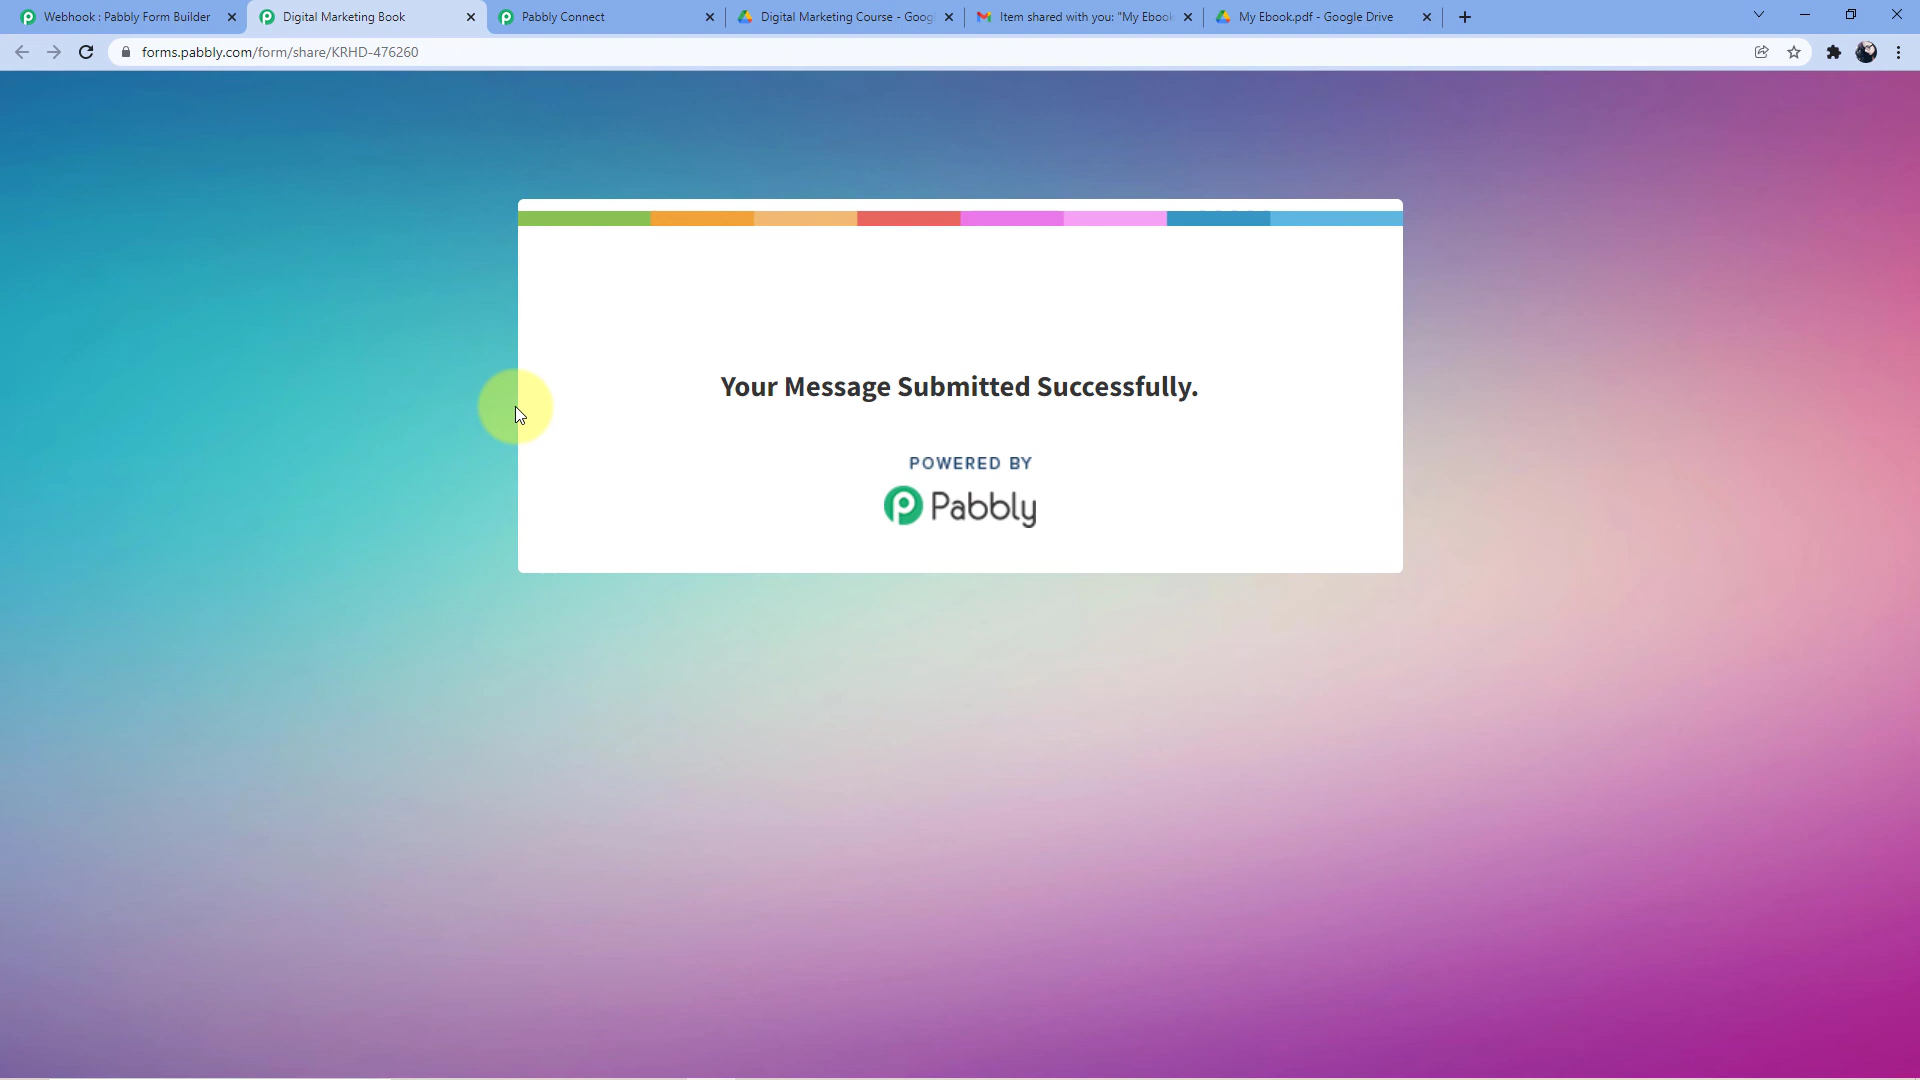 Webhook : Pabbly Form Builder
Digital Marketing Book
Pabbly Connect
Digital Marketing Course - Goog
Item shared with you: "My Ebook
My Ebook.pdf - Google Drive
forms.pabbly.com/form/share/KRHD-476260
Your Message Submitted Successfully.
POWERED BY
Pabbly